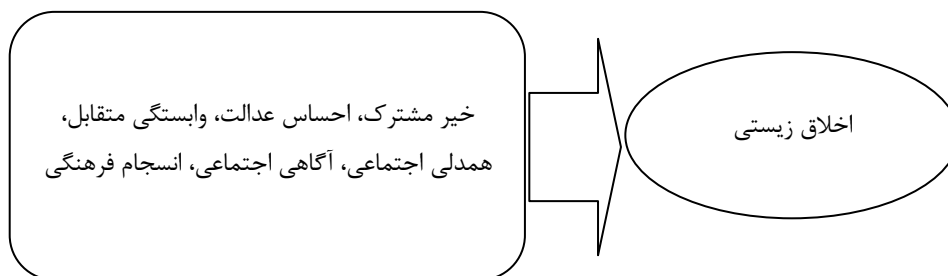 خیر مشترک، احساس عدالت، وابستگی متقابل،
همدلی اجتماعی، آگاهی اجتماعی، انسجام فرهنگی
اخلاق زیستی